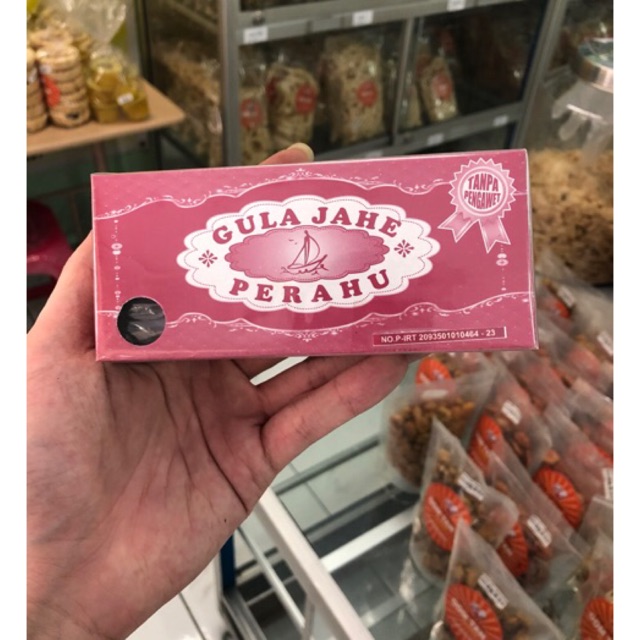 GULA JAHE
PERAHU
TANPA
PENGAWET
NO.P-IRT 2093501010464 - 23